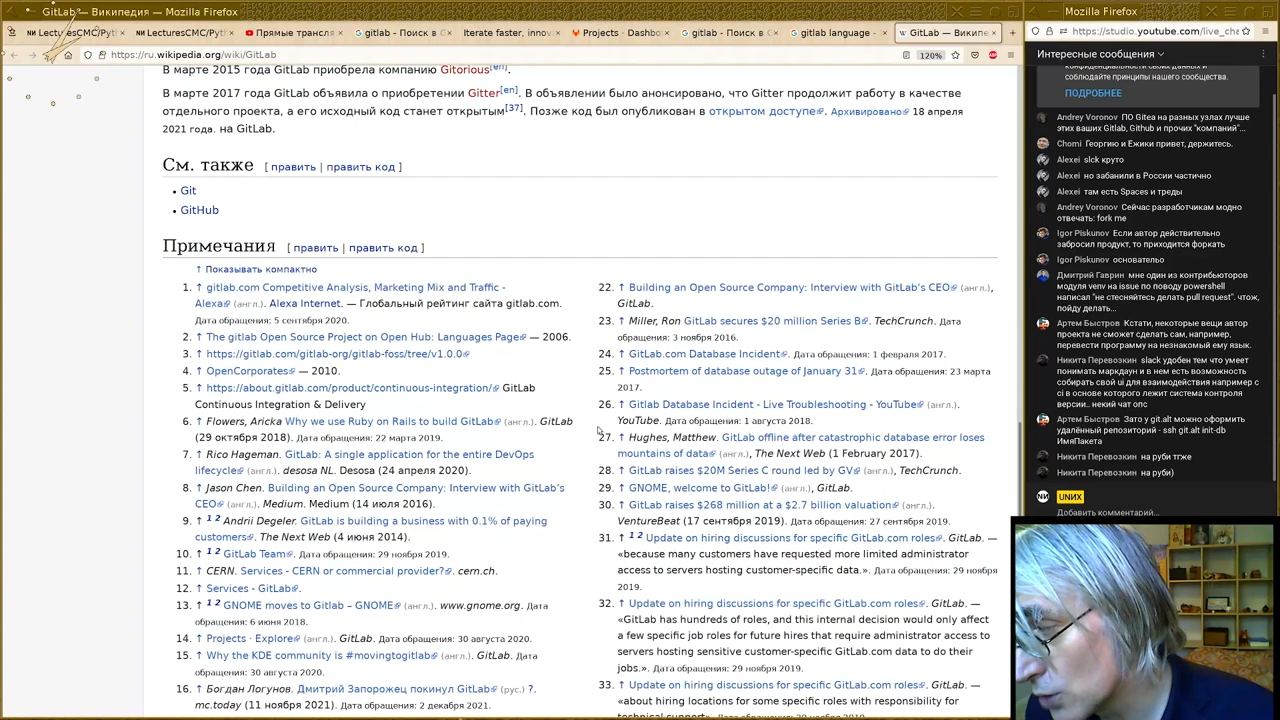 GitLab — Википедия — Mozilla Firefox
LecturesCMC/Pyt
LecturesCMC/Pyt
Прямые трансля
gitlab - Поиск в G
Iterate faster, innov
Projects · Dashbo
gitlab - Поиск в G
gitlab language -
GitLab — Википе
https://ru.wikipedia.org/wiki/GitLab
120%
В марте 2015 года GitLab приобрела компанию Gitorious[en].
В марте 2017 года GitLab объявила о приобретении Gitter[en]. В объявлении было анонсировано, что Gitter продолжит работу в качестве
отдельного проекта, а его исходный код станет открытым[37]. Позже код был опубликован в открытом доступе. Архивировано 18 апреля
2021 года. на GitLab.
См. также [ править | править код ]
• Git
• GitHub
Примечания [ править | править код ]
↑ Показывать компактно
1. ↑ gitlab.com Competitive Analysis, Marketing Mix and Traffic -
Alexa (англ.). Alexa Internet. — Глобальный рейтинг сайта gitlab.com.
Дата обращения: 5 сентября 2020.
2. ↑ The gitlab Open Source Project on Open Hub: Languages Page — 2006.
3. ↑ https://gitlab.com/gitlab-org/gitlab-foss/tree/v1.0.0
4. ↑ OpenCorporates — 2010.
5. ↑ https://about.gitlab.com/product/continuous-integration/ GitLab
Continuous Integration & Delivery
6. ↑ Flowers, Aricka Why we use Ruby on Rails to build GitLab (англ.). GitLab
(29 октября 2018). Дата обращения: 22 марта 2019.
7. ↑ Rico Hageman. GitLab: A single application for the entire DevOps
lifecycle (англ.). desosa NL. Desosa (24 апреля 2020).
8. ↑ Jason Chen. Building an Open Source Company: Interview with GitLab’s
CEO (англ.). Medium. Medium (14 июля 2016).
9. ↑ 1 2 Andrii Degeler. GitLab is building a business with 0.1% of paying
customers. The Next Web (4 июня 2014).
10. ↑ 1 2 GitLab Team. Дата обращения: 29 ноября 2019.
11. ↑ CERN. Services - CERN or commercial provider?. cern.ch.
12. ↑ Services - GitLab.
13. ↑ 1 2 GNOME moves to Gitlab – GNOME (англ.). www.gnome.org. Дата
обращения: 6 июня 2018.
14. ↑ Projects · Explore (англ.). GitLab. Дата обращения: 30 августа 2020.
15. ↑ Why the KDE community is #movingtogitlab (англ.). GitLab. Дата
обращения: 30 августа 2020.
16. ↑ Богдан Логунов. Дмитрий Запорожец покинул GitLab (рус.) ?.
mc.today (11 ноября 2021). Дата обращения: 2 декабря 2021.
22. ↑ Building an Open Source Company: Interview with GitLab's CEO (англ.),
GitLab.
23. ↑ Miller, Ron GitLab secures $20 million Series B. TechCrunch. Дата
обращения: 3 ноября 2016.
24. ↑ GitLab.com Database Incident. Дата обращения: 1 февраля 2017.
25. ↑ Postmortem of database outage of January 31. Дата обращения: 23 марта
2017.
26. ↑ Gitlab Database Incident - Live Troubleshooting - YouTube (англ.).
YouTube. Дата обращения: 1 августа 2018.
27. ↑ Hughes, Matthew. GitLab offline after catastrophic database error loses
mountains of data (англ.), The Next Web (1 February 2017).
28. ↑ GitLab raises $20M Series C round led by GV (англ.), TechCrunch.
29. ↑ GNOME, welcome to GitLab! (англ.), GitLab.
30. ↑ GitLab raises $268 million at a $2.7 billion valuation (англ.).
VentureBeat (17 сентября 2019). Дата обращения: 27 сентября 2019.
31. ↑ 1 2 Update on hiring discussions for specific GitLab.com roles. GitLab. —
«because many customers have requested more limited administrator
access to servers hosting customer-specific data.». Дата обращения: 29 ноября
2019.
32. ↑ Update on hiring discussions for specific GitLab.com roles. GitLab. —
«GitLab has hundreds of roles, and this internal decision would only affect
a few specific job roles for future hires that require administrator access to
servers hosting sensitive customer-specific GitLab.com data to do their
jobs.». Дата обращения: 29 ноября 2019.
33. ↑ Update on hiring discussions for specific GitLab.com roles. GitLab. —
«about hiring locations for some specific roles with responsibility for
technical support».
Mozilla Firefox
https://studio.youtube.com/live_cha
Интересные сообщения
конфиденциальности своих данных и
соблюдайте принципы нашего сообщества.
ПОДРОБНЕЕ
Andrey Voronov ПО Gitea на разных узлах лучше
этих ваших Gitlab, Github и прочих "компаний"...
Chomi Георгию и Ежики привет, держитесь.
Alexei slck круто
Alexei но забанили в России частично
Alexei там есть Spaces и треды
Andrey Voronov Сейчас разработчикам модно
отвечать: fork me
Igor Piskunov Если автор действительно
забросил продукт, то приходится форкать
Igor Piskunov основательо
Дмитрий Гаврин мне один из контрибьюторов
модуля venv на issue по поводу powershell
написал "не стесняйтесь делать pull request". чтож,
пойду делать...
Артем Быстров Кстати, некоторые вещи автор
проекта не сможет сделать сам, например,
перевести программу на незнакомый ему язык.
Никита Перевозкин slack удобен тем что умеет
понимать маркдаун и в нем есть возможность
собирать свой ui для взаимодействия например с
ci в основе которого лежит система контроля
версии.. некий чат опс
Артем Быстров Зато у git.alt можно оформить
удалённый репозиторий - ssh git.alt init-db
ИмяПакета
Никита Перевозкин на руби тгже
Никита Перевозкин на руби)
UNИX
Добавить комментарий...